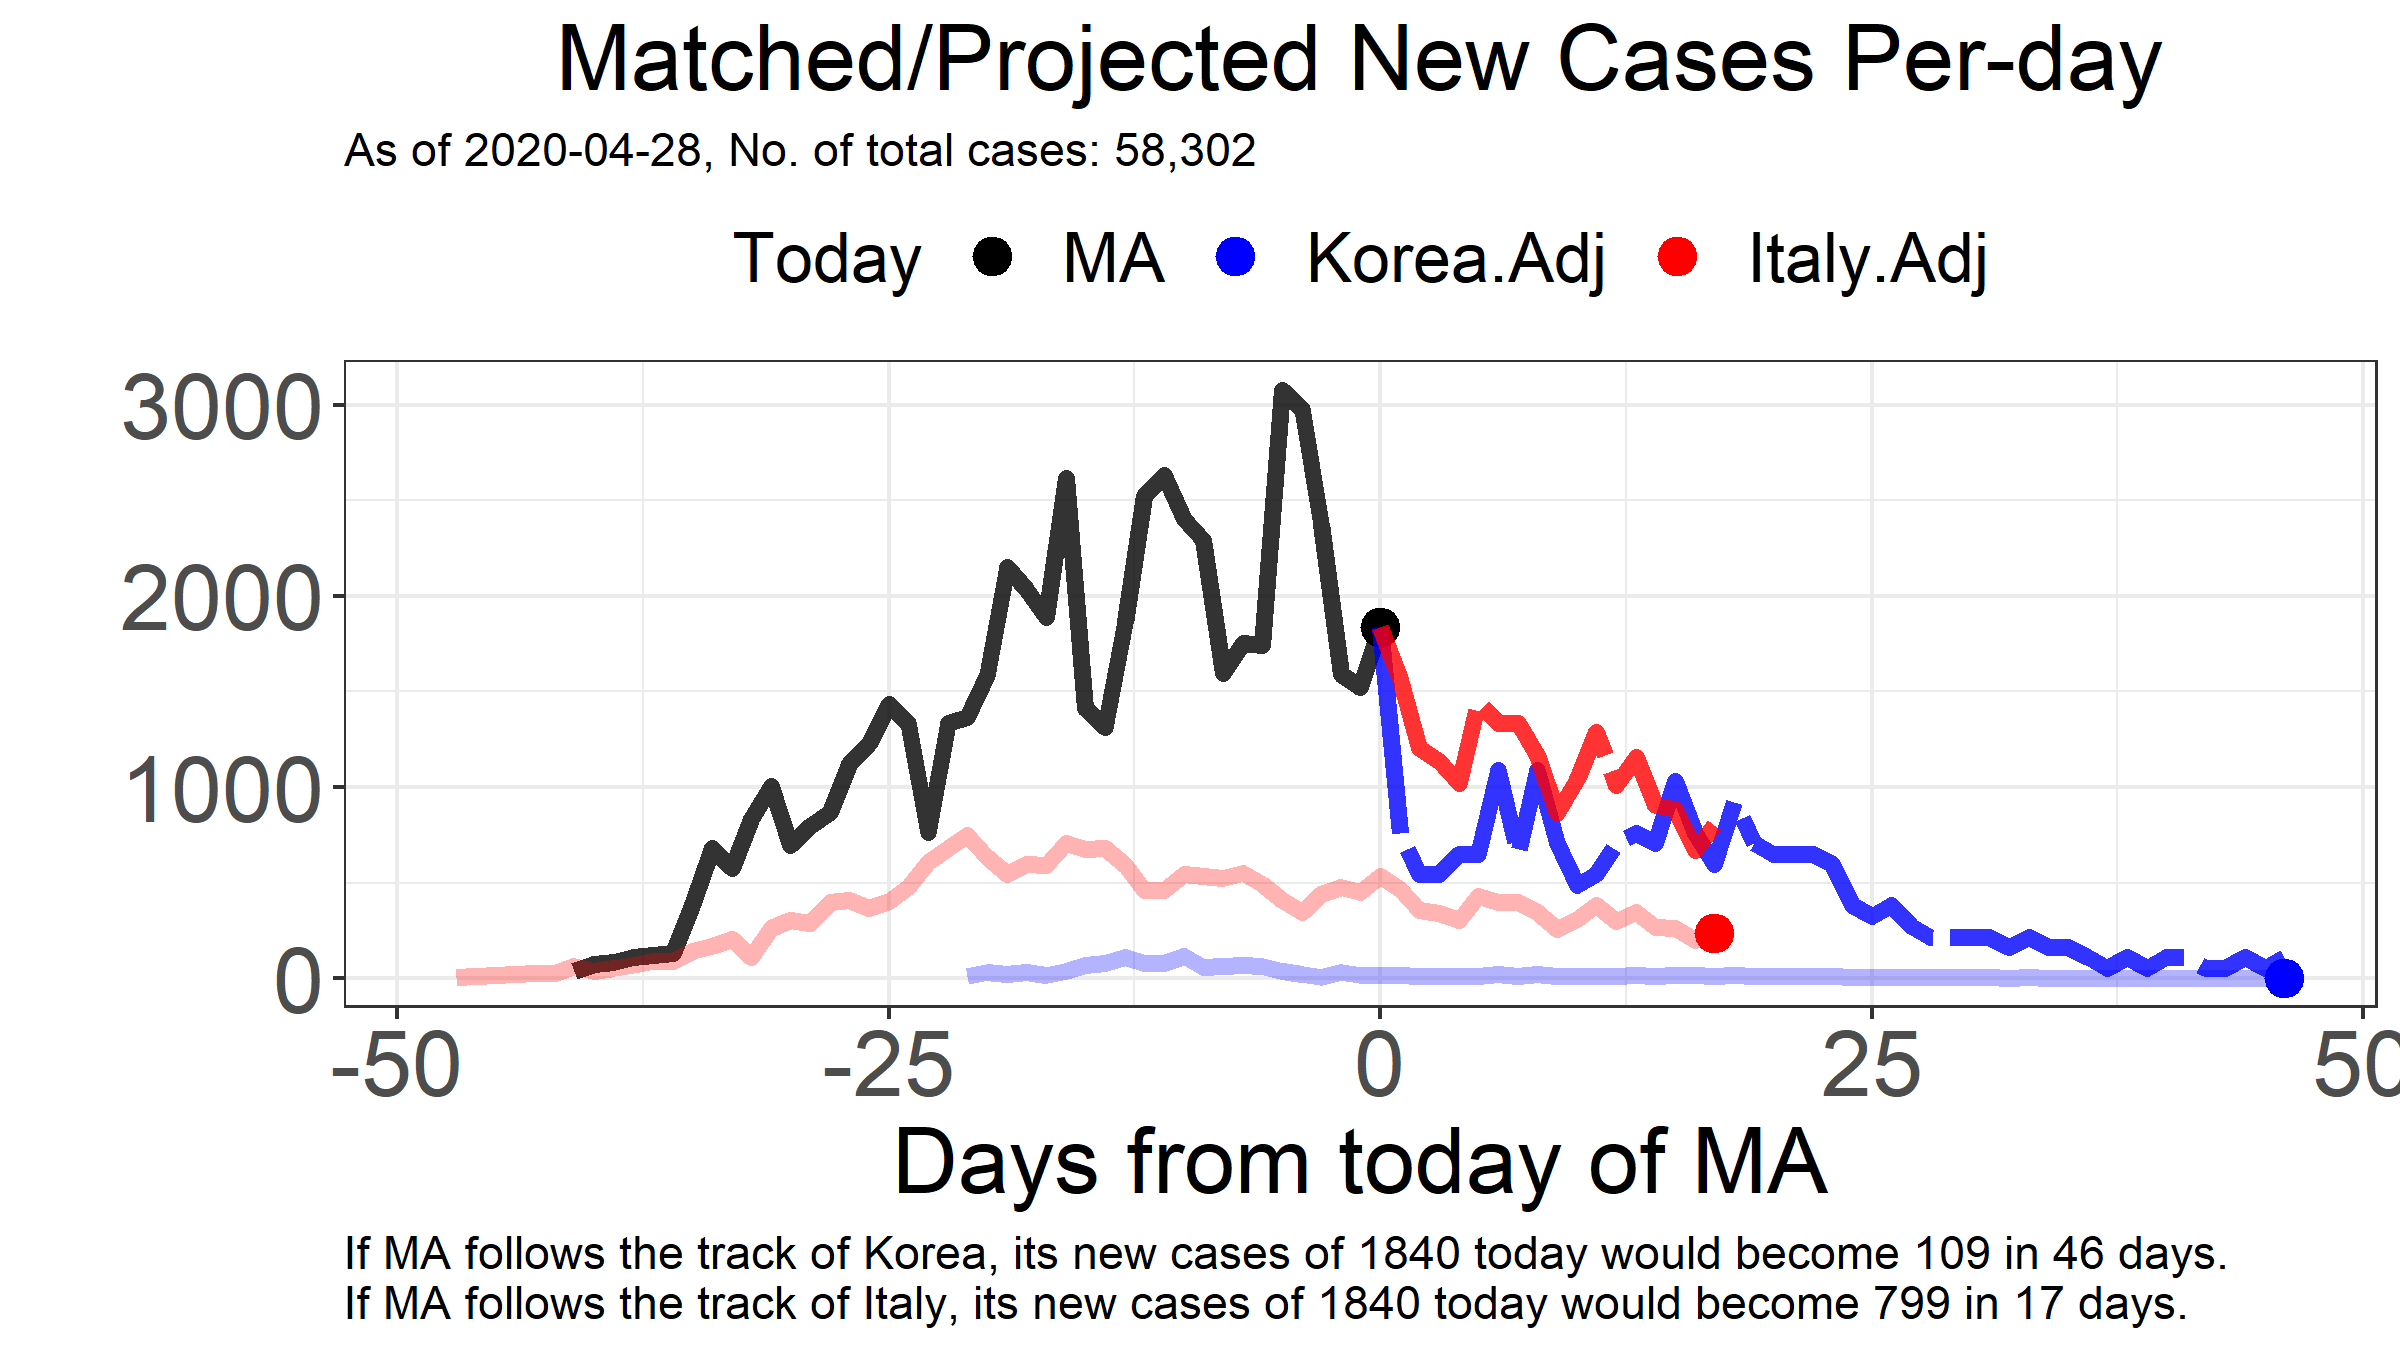 Matched/Projected New Cases Per-day
As of 2020-04-28, No. of total cases: 58,302
Today MA Korea.Adj Italy.Adj
3000
2000
1000
0
-50 -25 0 25 50
Days from today of MA
If MA follows the track of Korea, its new cases of 1840 today would become 109 in 46 days.
If MA follows the track of Italy, its new cases of 1840 today would become 799 in 17 days.